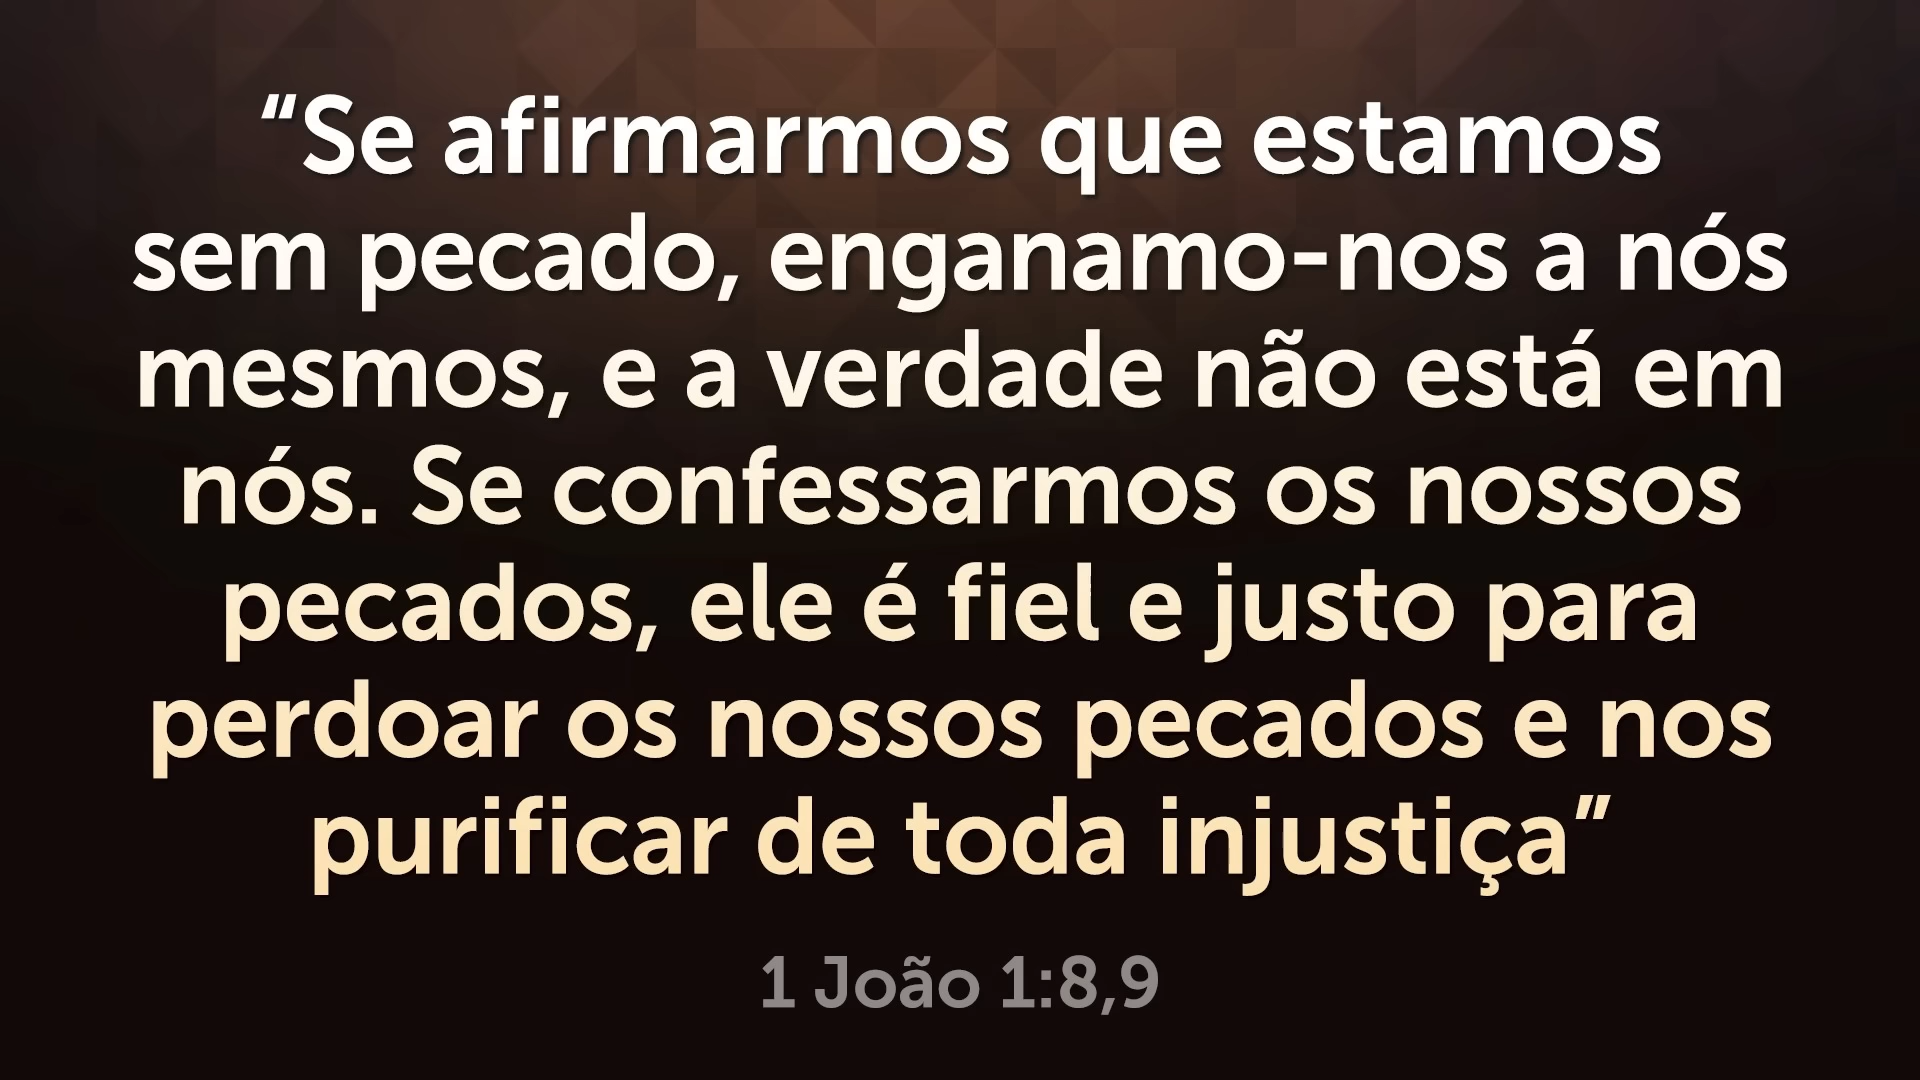 “Se afirmarmos que estamos
sem pecado, enganamo-nos a nós
mesmos, e a verdade não está em
nós. Se confessarmos os nossos
pecados, ele é fiel e justo para
perdoar os nossos pecados e nos
purificar de toda injustiça”
1 João 1:8,9